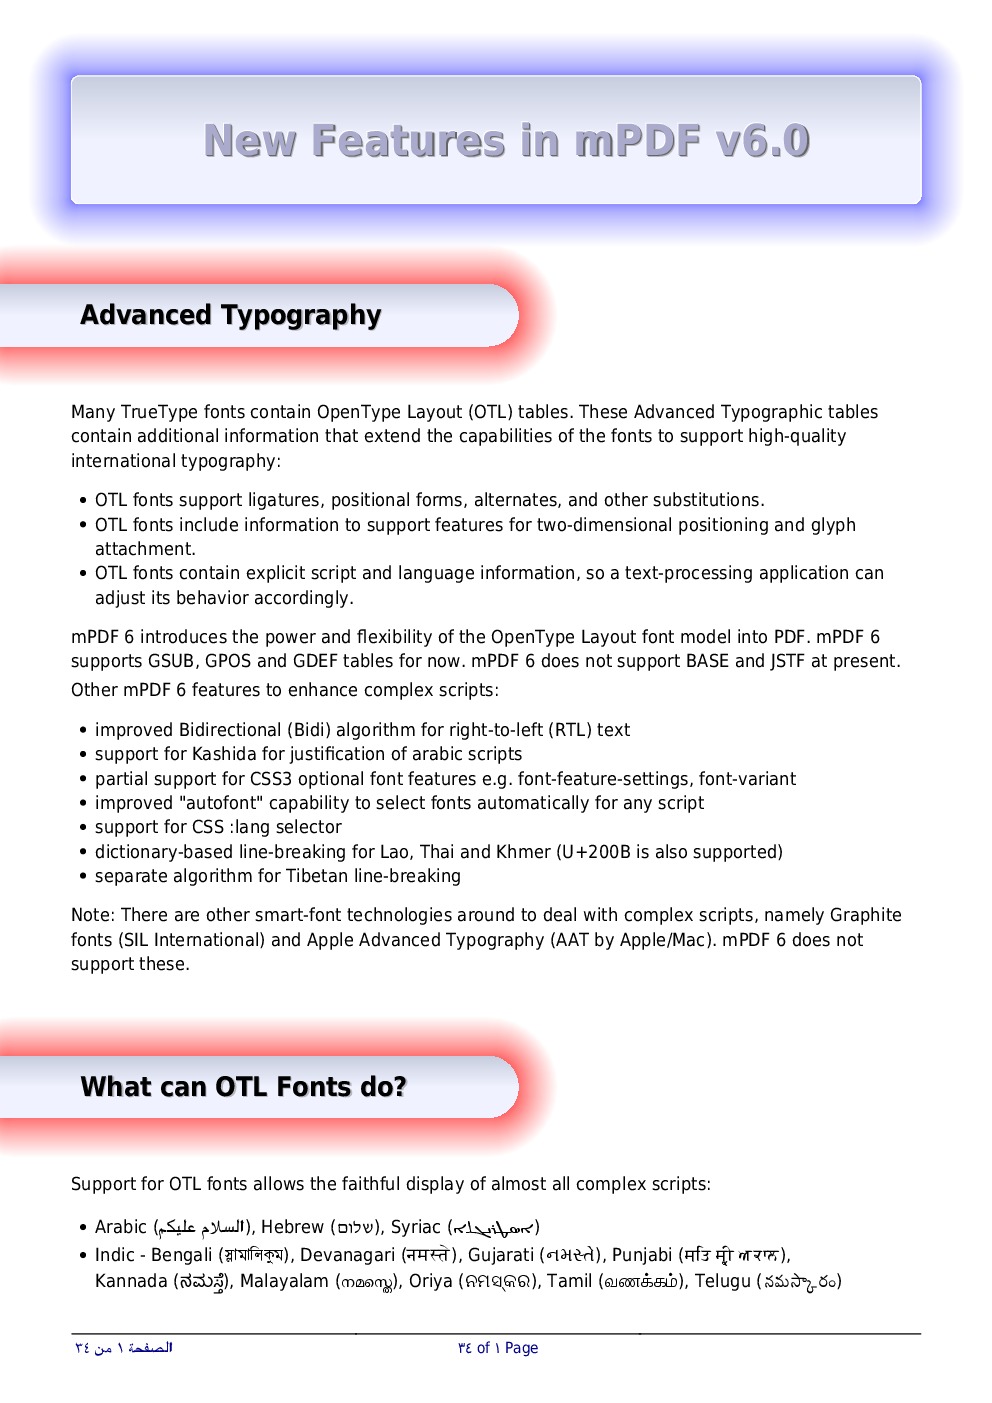 New Features in mPDF v6.0
Advanced Typography
Many TrueType fonts contain OpenType Layout (OTL) tables. These Advanced Typographic tables
contain additional information that extend the capabilities of the fonts to support high-quality
international typography:
• OTL fonts support ligatures, positional forms, alternates, and other substitutions.
• OTL fonts include information to support features for two-dimensional positioning and glyph
attachment.
• OTL fonts contain explicit script and language information, so a text-processing application can
adjust its behavior accordingly.
mPDF 6 introduces the power and flexibility of the OpenType Layout font model into PDF. mPDF 6
supports GSUB, GPOS and GDEF tables for now. mPDF 6 does not support BASE and JSTF at present.
Other mPDF 6 features to enhance complex scripts:
• improved Bidirectional (Bidi) algorithm for right-to-left (RTL) text
• support for Kashida for justification of arabic scripts
• partial support for CSS3 optional font features e.g. font-feature-settings, font-variant
• improved "autofont" capability to select fonts automatically for any script
• support for CSS :lang selector
• dictionary-based line-breaking for Lao, Thai and Khmer (U+200B is also supported)
• separate algorithm for Tibetan line-breaking
Note: There are other smart-font technologies around to deal with complex scripts, namely Graphite
fonts (SIL International) and Apple Advanced Typography (AAT by Apple/Mac). mPDF 6 does not
support these.
What can OTL Fonts do?
Support for OTL fonts allows the faithful display of almost all complex scripts:
• Arabic (السلام عليكم), Hebrew (שלום), Syriac ()
• Indic - Bengali (), Devanagari (नमस्ते), Gujarati (નમસ્તે), Punjabi (ਸਤਿ ਸ੍ਰੀ ਅਕਾਲ),
Kannada (ನಮಸ್ತೆ), Malayalam (നമസ്തെ), Oriya (ନମସ୍କର), Tamil (வணக்கம்), Telugu (నమస్కారం)
الصفحة ١ من ٣٤
٣٤ of ١ Page